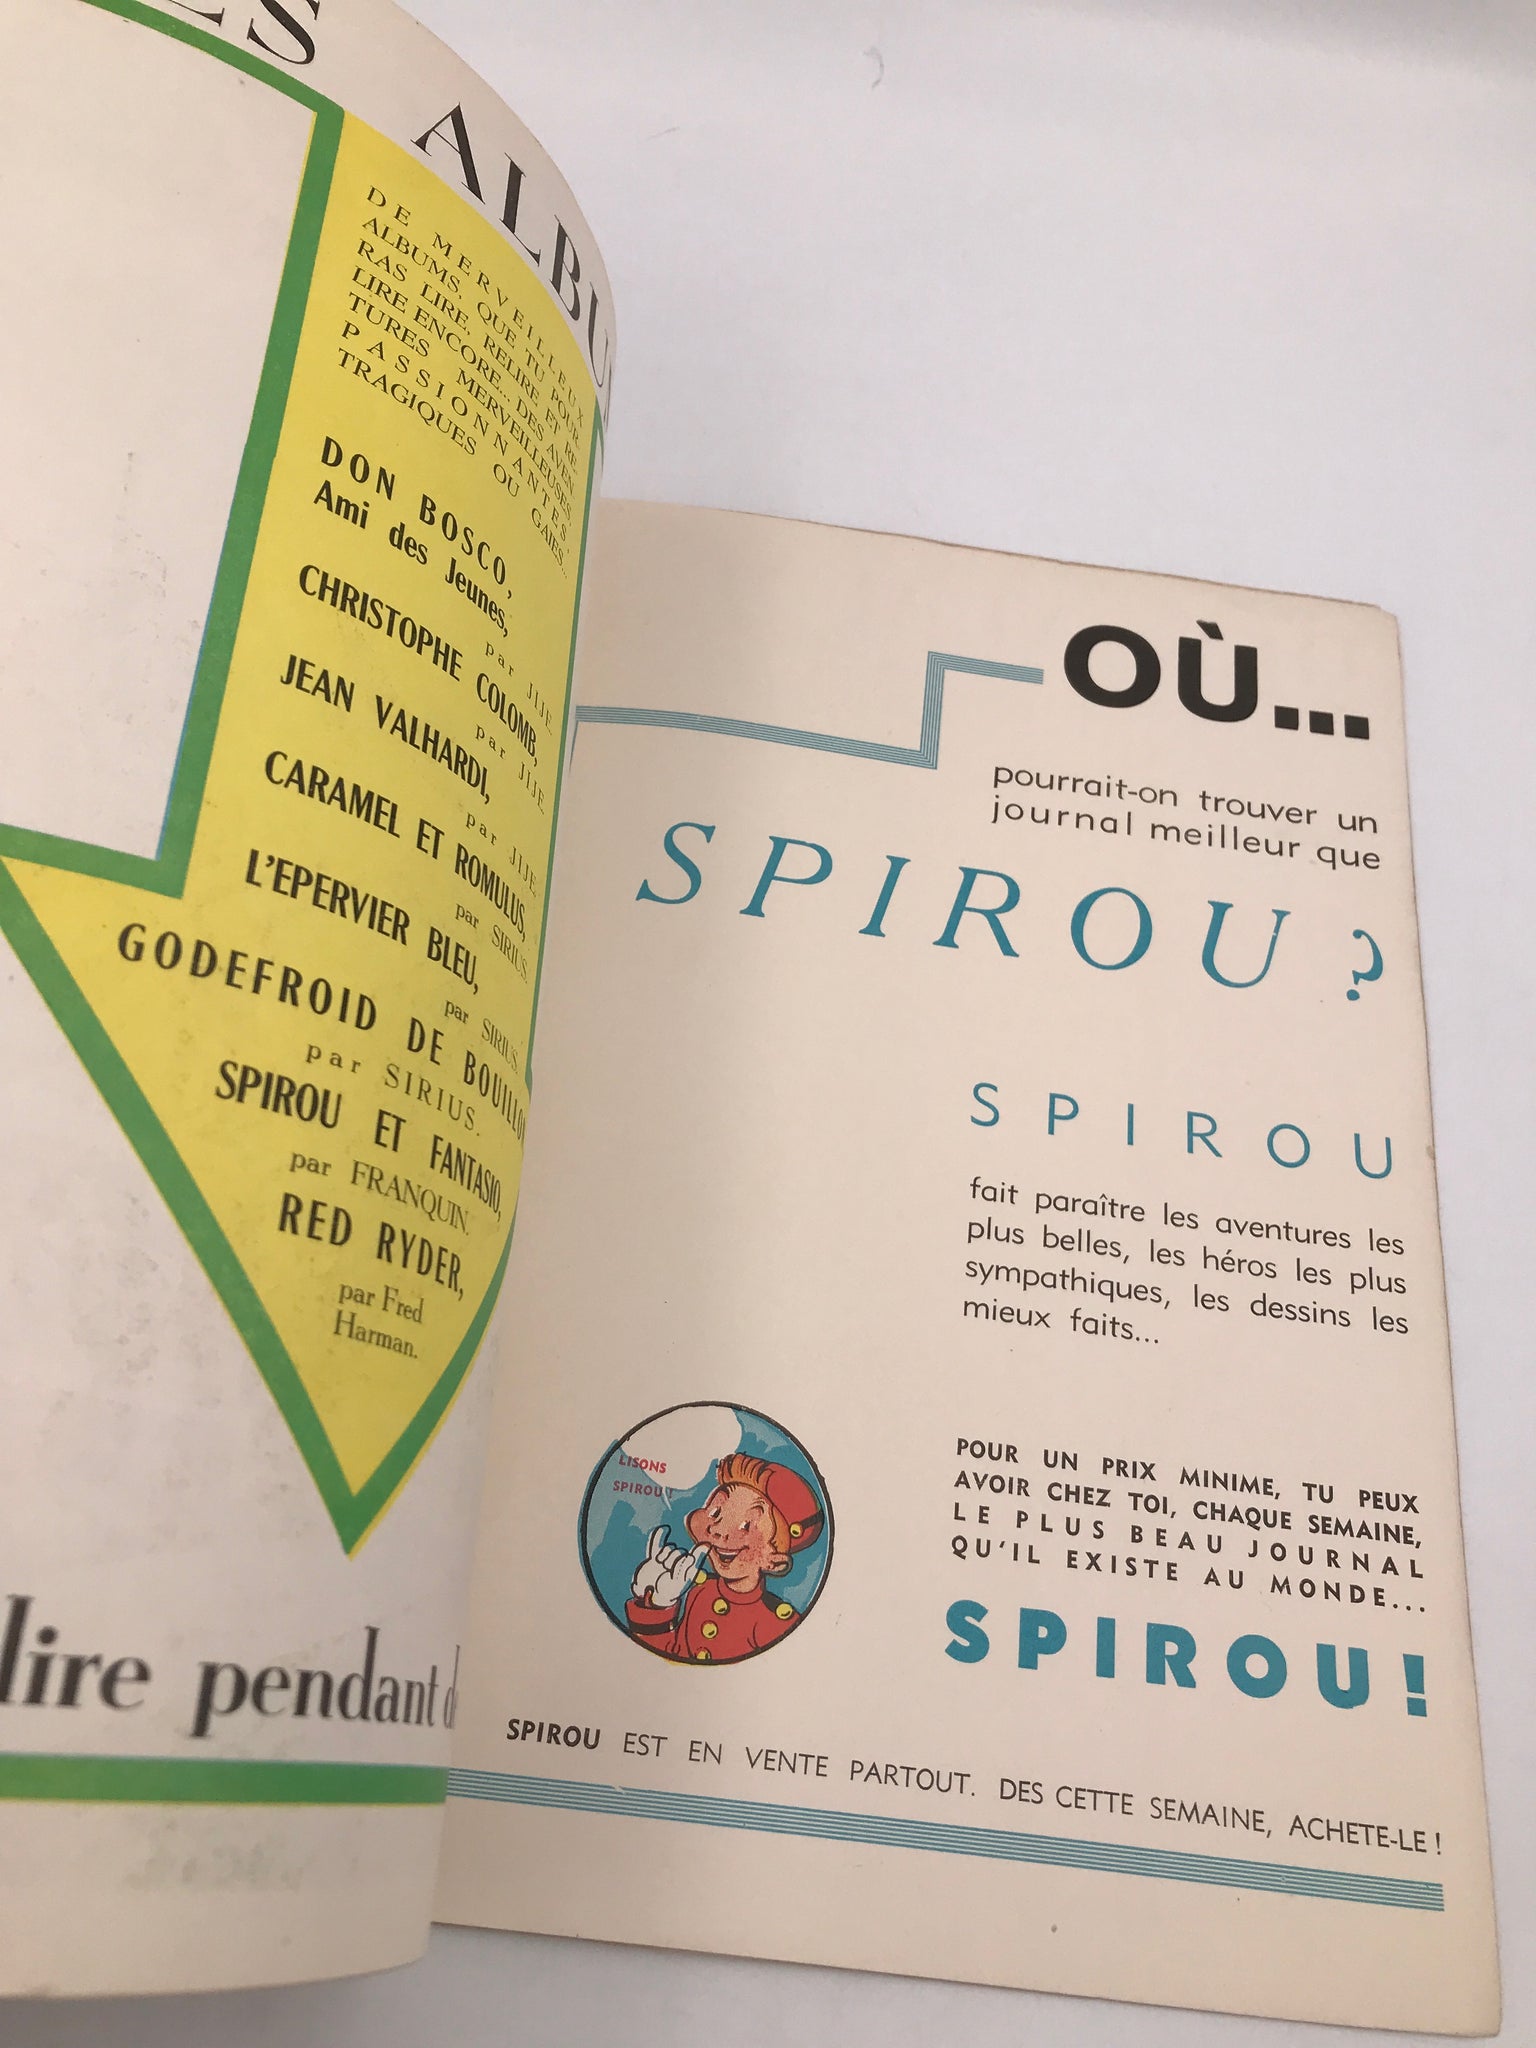 ALBU
DE MERVEILLEUX
ALBUMS, QUE TU POUR
RAS LIRE, RELIRE ET RE
LIRE ENCORE... DES AVEN
TURES MERVEILLEUSES,
PASSIONNANTES,
TRAGIQUES OU GAIES...
DON BOSCO,
Ami des Jeunes,
par JIJE.
CHRISTOPHE COLOMB,
par JIJE.
JEAN VALHARDI,
par JIJE.
CARAMEL ET ROMULUS,
par SIRIUS.
L'EPERVIER BLEU,
par SIRIUS.
GODEFROID DE BOUILLO
par SIRIUS.
SPIROU ET FANTASIO,
par FRANQUIN.
RED RYDER,
par Fred
Harman.
lire pendant d
OÙ...
pourrait-on trouver un
journal meilleur que
SPIROU ?
SPIROU
fait paraître les aventures les
plus belles, les héros les plus
sympathiques, les dessins les
mieux faits...
LISONS
SPIROU !
POUR UN PRIX MINIME, TU PEUX
AVOIR CHEZ TOI, CHAQUE SEMAINE,
LE PLUS BEAU JOURNAL
QU'IL EXISTE AU MONDE...
SPIROU!
SPIROU EST EN VENTE PARTOUT. DES CETTE SEMAINE, ACHETE-LE !